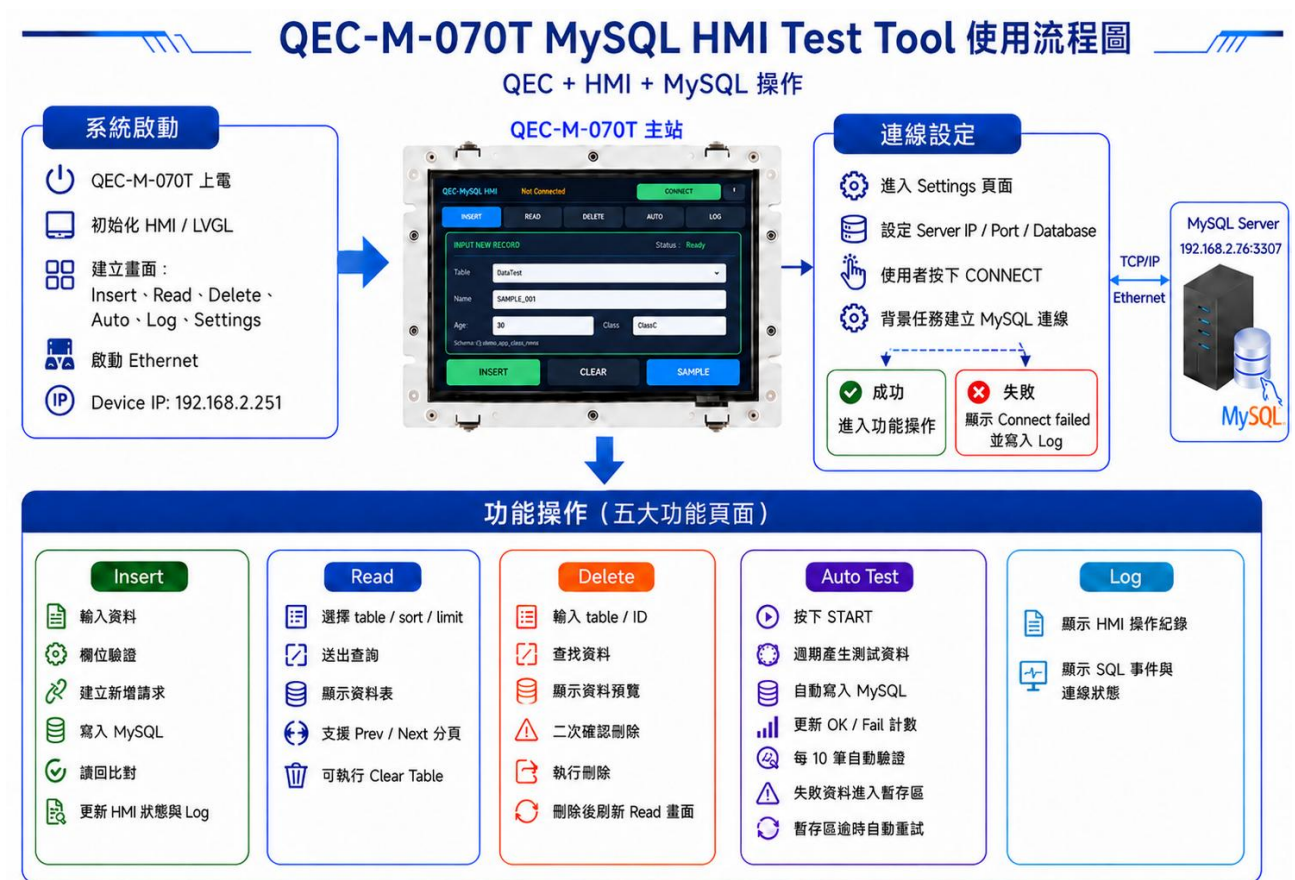 QEC-M-070T MySQL HMI Test Tool 使用流程圖
QEC + HMI + MySQL 操作
系統啟動
QEC-M-070T 上電
初始化 HMI / LVGL
建立畫面：
Insert、Read、Delete、
Auto、Log、Settings
啟動 Ethernet
IP
Device IP: 192.168.2.251
QEC-M-070T 主站
QEC-MySQL HMI
Not Connected
CONNECT
INSERT
READ
DELETE
AUTO
LOG
INPUT NEW RECORD
Status : Ready
Table
DataTest
Name
SAMPLE_001
Age:
30
Class
ClassC
INSERT
CLEAR
SAMPLE
連線設定
進入 Settings 頁面
設定 Server IP / Port / Database
使用者按下 CONNECT
背景任務建立 MySQL 連線
成功
進入功能操作
失敗
顯示 Connect failed
並寫入 Log
TCP/IP
Ethernet
MySQL Server
192.168.2.26:3307
MySQL
功能操作（五大功能頁面）
Insert
輸入資料
欄位驗證
建立新增請求
寫入 MySQL
讀回比對
更新 HMI 狀態與 Log
Read
選擇 table / sort / limit
送出查詢
顯示資料表
支援 Prev / Next 分頁
可執行 Clear Table
Delete
輸入 table / ID
查找資料
顯示資料預覽
二次確認刪除
執行刪除
刪除後刷新 Read 畫面
Auto Test
按下 START
週期產生測試資料
自動寫入 MySQL
更新 OK / Fail 計數
每 10 筆自動驗證
失敗資料進入暫存區
暫存區逾時自動重試
Log
顯示 HMI 操作紀錄
顯示 SQL 事件與
連線狀態